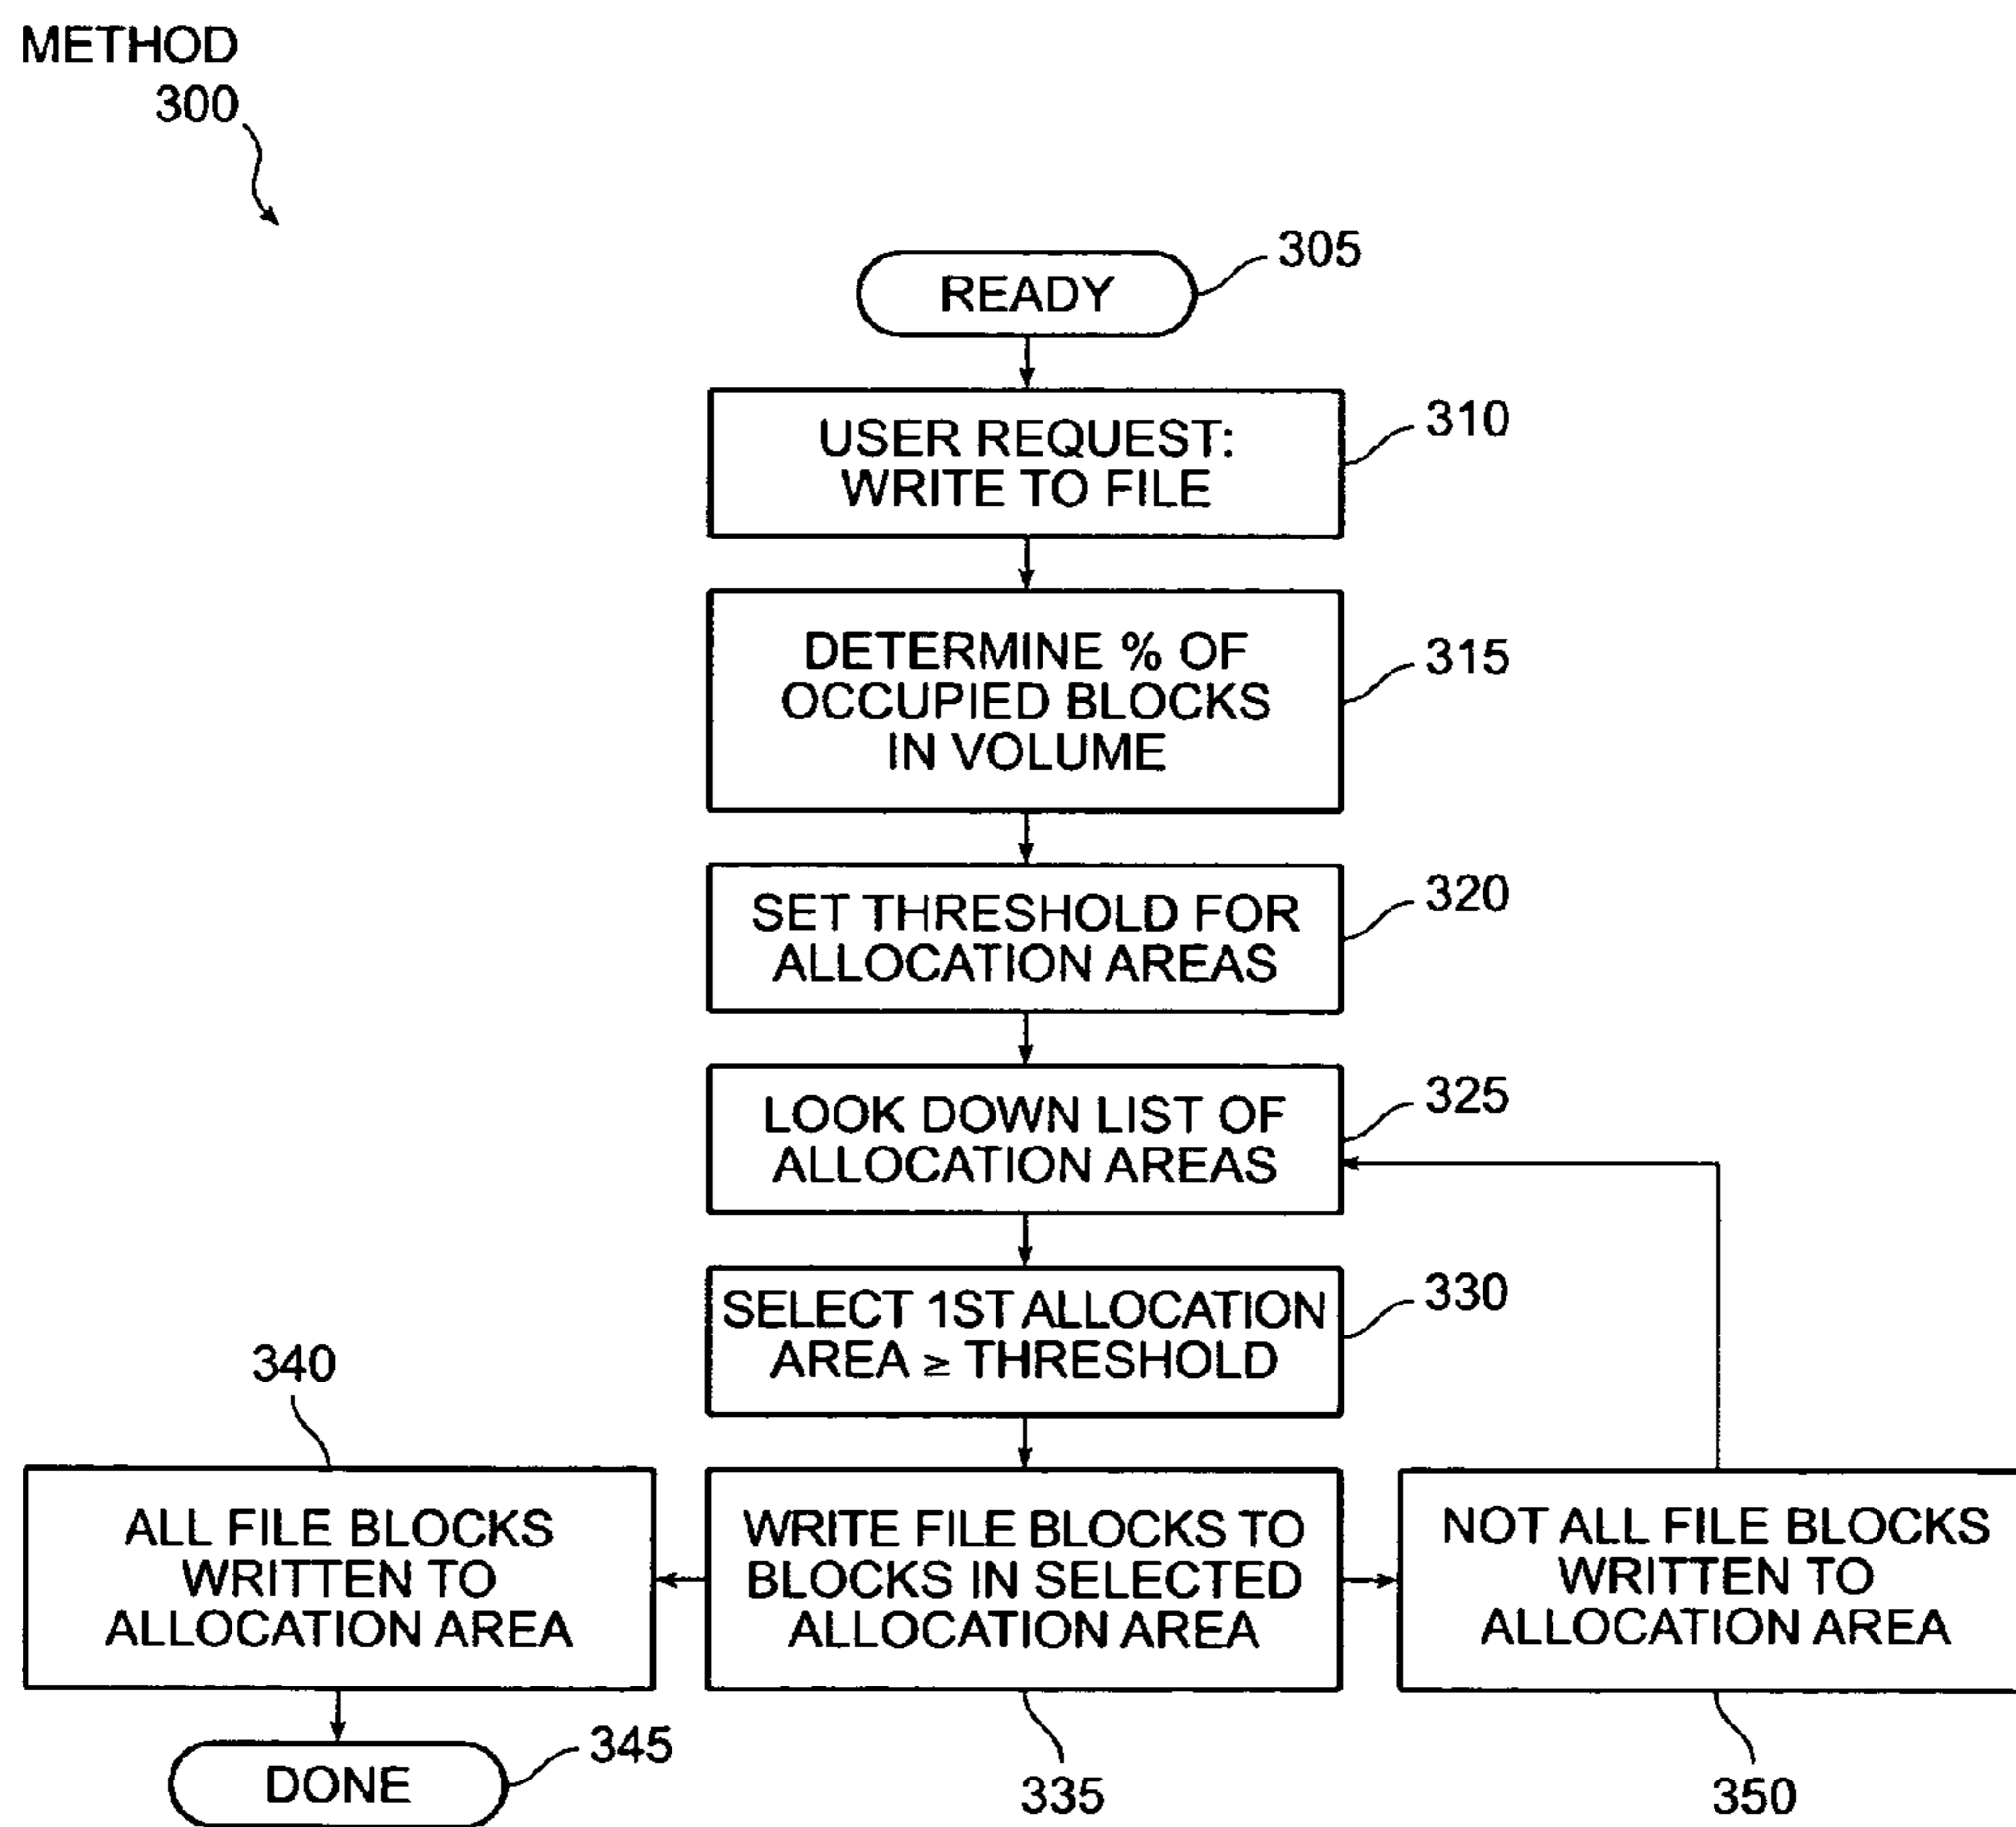 METHOD
300
READY
305
USER REQUEST:
WRITE TO FILE
310
DETERMINE % OF
OCCUPIED BLOCKS
IN VOLUME
315
SET THRESHOLD FOR
ALLOCATION AREAS
320
LOOK DOWN LIST OF
ALLOCATION AREAS
325
SELECT 1ST ALLOCATION
AREA ≥ THRESHOLD
330
340
ALL FILE BLOCKS
WRITTEN TO
ALLOCATION AREA
WRITE FILE BLOCKS TO
BLOCKS IN SELECTED
ALLOCATION AREA
NOT ALL FILE BLOCKS
WRITTEN TO
ALLOCATION AREA
DONE
345
335
350